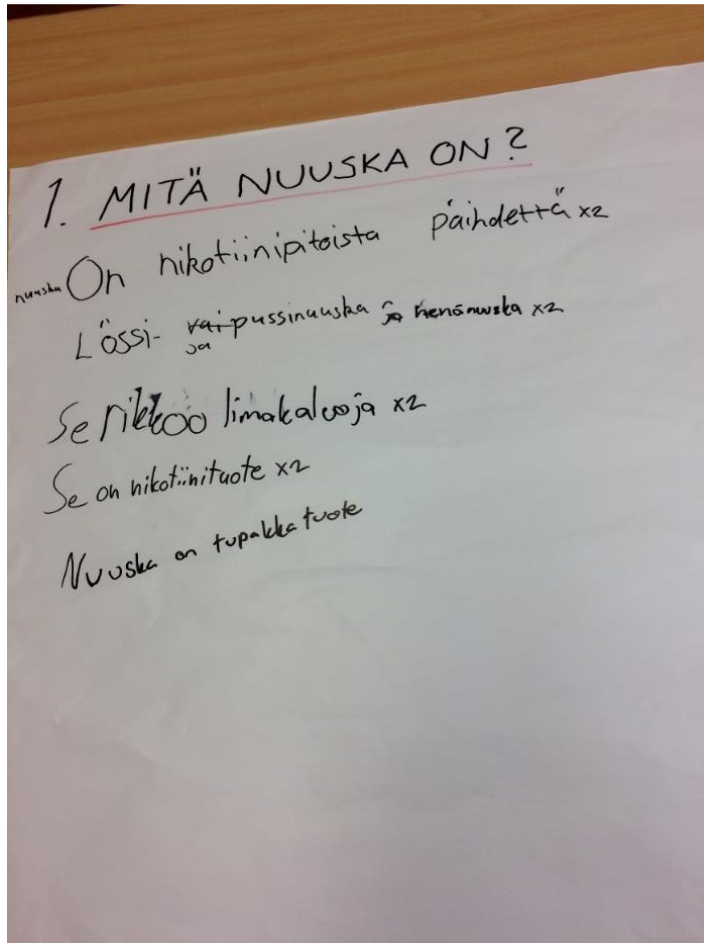 1. MITÄ NUUSKA ON?
nuuska On nikotiinipitoista päihdettä x2
Lössi- ja pussinuuska ja nenänuuska x2
Se rikkoo limakalvoja x2
Se on nikotiinituote x2
Nuuska on tupakka tuote